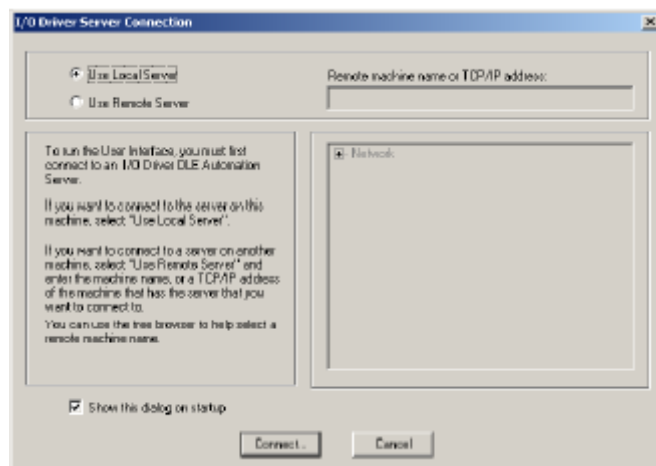 I/O Driver Server Connection
Use Local Server
Remote machine name or TCP/IP address:
Use Remote Server
To run the User Interface, you must first
connect to an I/O Driver OLE Automation
Server.
If you want to connect to the server on this
machine, select "Use Local Server".
If you want to connect to a server on another
machine, select "Use Remote Server" and
enter the machine name, or a TCP/IP address
of the machine that has the server that you
want to connect to.
You can use the tree browser to help select a
remote machine name.
Network
Show this dialog on startup
Connect...
Cancel